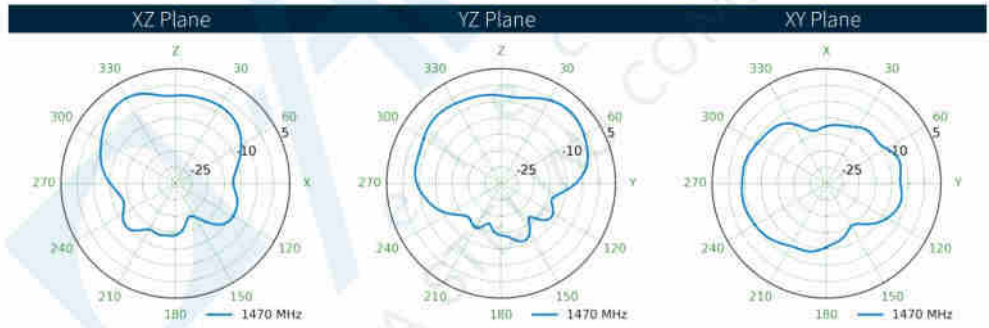 XZ Plane YZ Plane XY Plane
Z Z X
330 30 330 30 330 30
300 60 300 60 300 60
5 5 5
-10 -10 -10
-25 -25 -25
270 X 270 Y 270 Y
240 120 240 120 240 120
210 150 210 150 210 150
180 1470 MHz 180 1470 MHz 180 1470 MHz